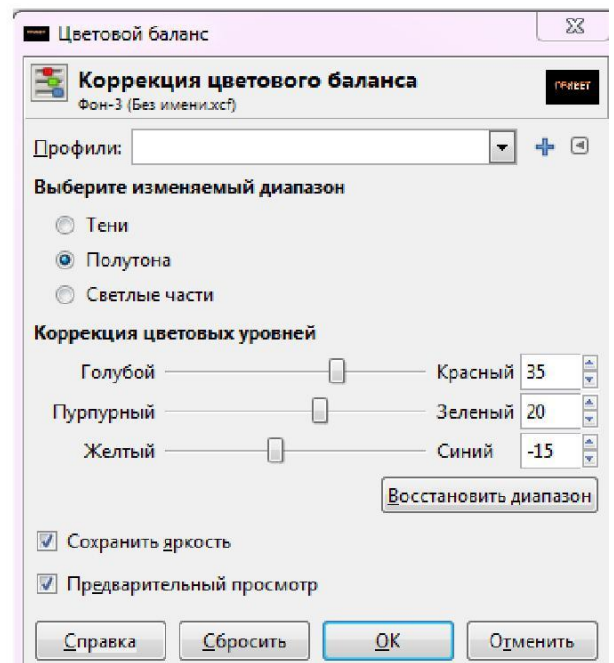 Цветовой баланс
Коррекция цветового баланса
Фон-3 (Без имени.xcf)
ПРИВЕТ
Профили:
Выберите изменяемый диапазон
Тени
Полутона
Светлые части
Коррекция цветовых уровней
Голубой Красный 35
Пурпурный Зеленый 20
Желтый Синий -15
Восстановить диапазон
Сохранить яркость
Предварительный просмотр
Справка Сбросить OK Отменить